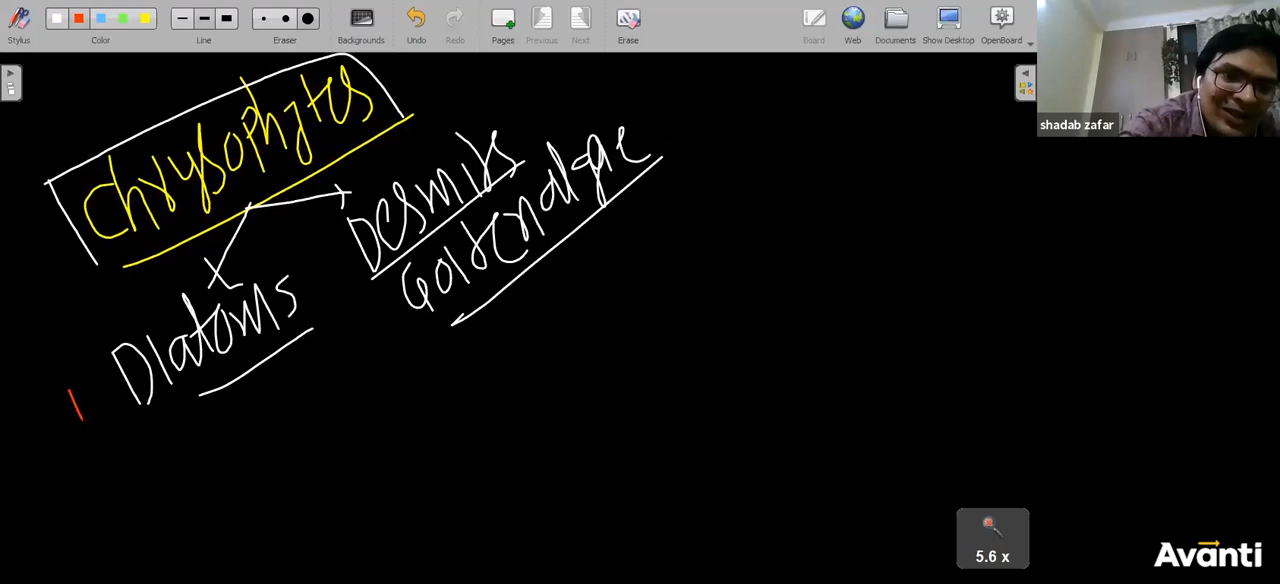 Stylus
Color
Line
Eraser
Backgrounds
Undo
Redo
Pages
Previous
Next
Erase
Board
Web
Documents
Show Desktop
OpenBoard
shadab zafar
Chrysophytes
Desmids
Golden algae
Diatoms
5.6 x
Avanti